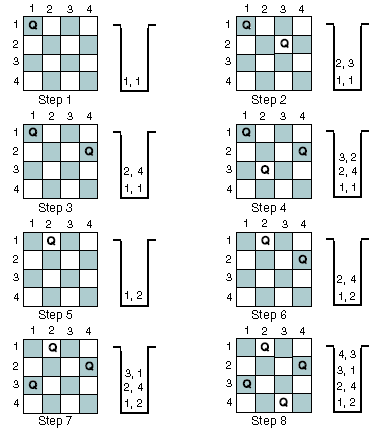 1 2 3 4
1 Q
2
3
4
1, 1
Step 1
1 2 3 4
1 Q
2 Q
3
4
2, 3
1, 1
Step 2
1 2 3 4
1 Q
2 Q
3
4
2, 4
1, 1
Step 3
1 2 3 4
1 Q
2 Q
3 Q
4
3, 2
2, 4
1, 1
Step 4
1 2 3 4
1 Q
2
3
4
1, 2
Step 5
1 2 3 4
1 Q
2 Q
3
4
2, 4
1, 2
Step 6
1 2 3 4
1 Q
2 Q
3 Q
4
3, 1
2, 4
1, 2
Step 7
1 2 3 4
1 Q
2 Q
3 Q
4 Q
4, 3
3, 1
2, 4
1, 2
Step 8